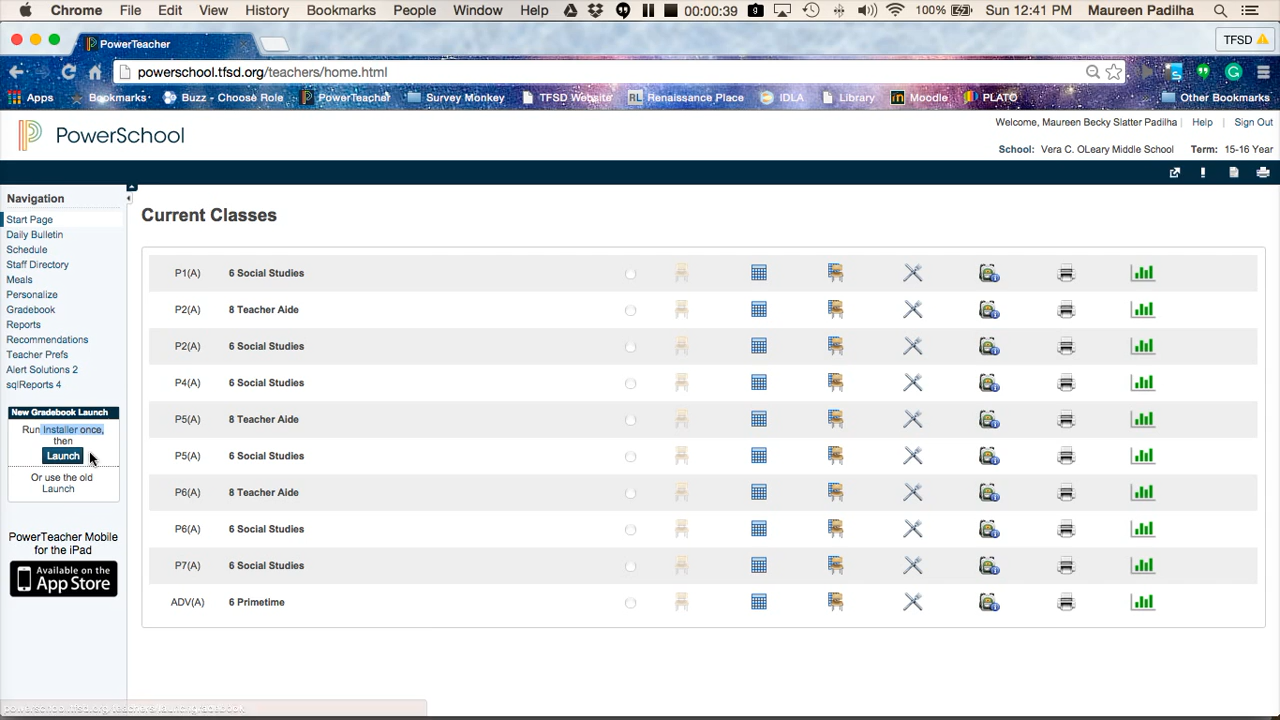 Chrome File Edit View History Bookmarks People Window Help 00:00:39 100% Sun 12:41 PM Maureen Padilha
PowerTeacher TFSD
powerschool.tfsd.org/teachers/home.html
Apps Bookmarks Buzz - Choose Role PowerTeacher Survey Monkey TFSD Website RL Renaissance Place IDLA Library Moodle PLATO Other Bookmarks
PowerSchool
Welcome, Maureen Becky Slatter Padilha | Help | Sign Out
School: Vera C. OLeary Middle School Term: 15-16 Year
Navigation
Start Page
Daily Bulletin
Schedule
Staff Directory
Meals
Personalize
Gradebook
Reports
Recommendations
Teacher Prefs
Alert Solutions 2
sqlReports 4
New Gradebook Launch
Run Installer once,
then
Launch
Or use the old
Launch
PowerTeacher Mobile
for the iPad
Available on the
App Store
Current Classes
P1(A) 6 Social Studies
P2(A) 8 Teacher Aide
P2(A) 6 Social Studies
P4(A) 6 Social Studies
P5(A) 8 Teacher Aide
P5(A) 6 Social Studies
P6(A) 8 Teacher Aide
P6(A) 6 Social Studies
P7(A) 6 Social Studies
ADV(A) 6 Primetime